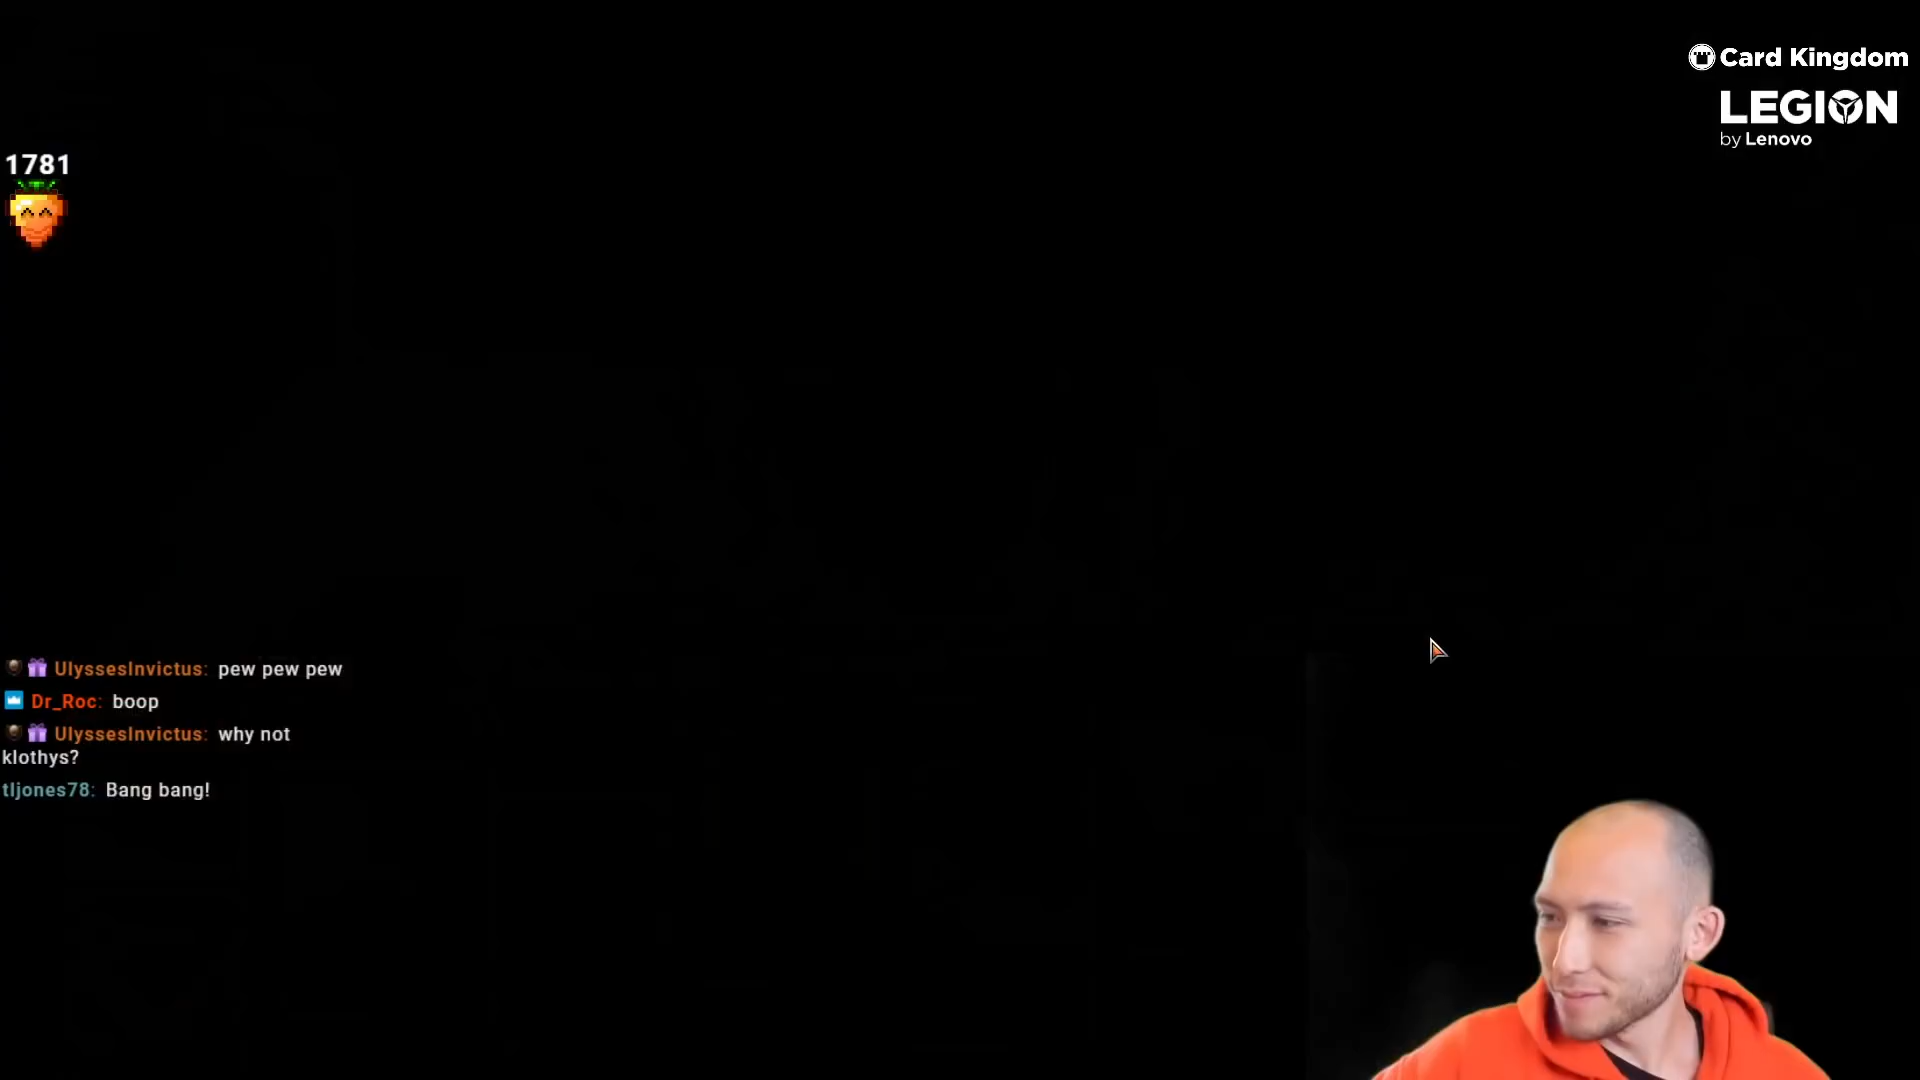 Card Kingdom
LEGION
by Lenovo
1781
UlyssesInvictus: pew pew pew
Dr_Roc: boop
UlyssesInvictus: why not
klothys?
tljones78: Bang bang!